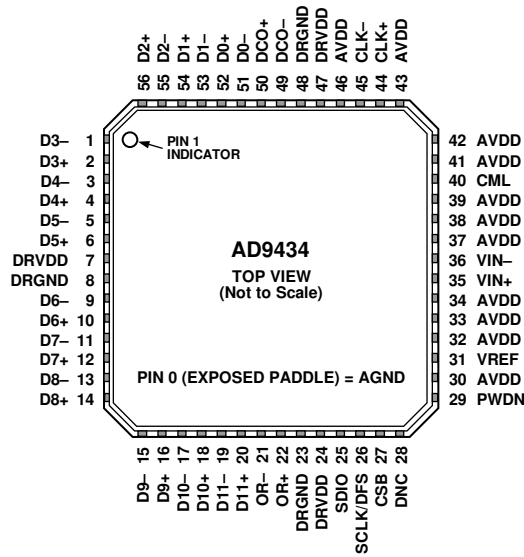 56 D2+
55 D2–
54 D1+
53 D1–
52 D0+
51 D0–
50 DCO+
49 DCO–
48 DRGND
47 DRVDD
46 AVDD
45 CLK–
44 CLK+
43 AVDD
D3– 1
D3+ 2
D4– 3
D4+ 4
D5– 5
D5+ 6
DRVDD 7
DRGND 8
D6– 9
D6+ 10
D7– 11
D7+ 12
D8– 13
D8+ 14
PIN 1
INDICATOR
AD9434
TOP VIEW
(Not to Scale)
PIN 0 (EXPOSED PADDLE) = AGND
42 AVDD
41 AVDD
40 CML
39 AVDD
38 AVDD
37 AVDD
36 VIN–
35 VIN+
34 AVDD
33 AVDD
32 AVDD
31 VREF
30 AVDD
29 PWDN
D9– 15
D9+ 16
D10– 17
D10+ 18
D11– 19
D11+ 20
OR– 21
OR+ 22
DRGND 23
DRVDD 24
SDIO 25
SCLK/DFS 26
CSB 27
DNC 28